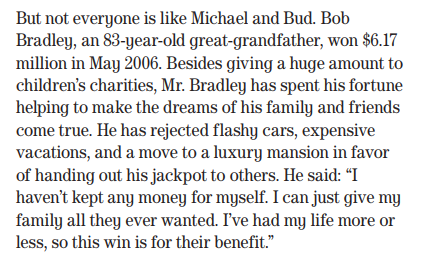 But not everyone is like Michael and Bud. Bob
Bradley, an 83-year-old great-grandfather, won $6.17
million in May 2006. Besides giving a huge amount to
children’s charities, Mr. Bradley has spent his fortune
helping to make the dreams of his family and friends
come true. He has rejected flashy cars, expensive
vacations, and a move to a luxury mansion in favor
of handing out his jackpot to others. He said: “I
haven’t kept any money for myself. I can just give my
family all they ever wanted. I’ve had my life more or
less, so this win is for their benefit.”